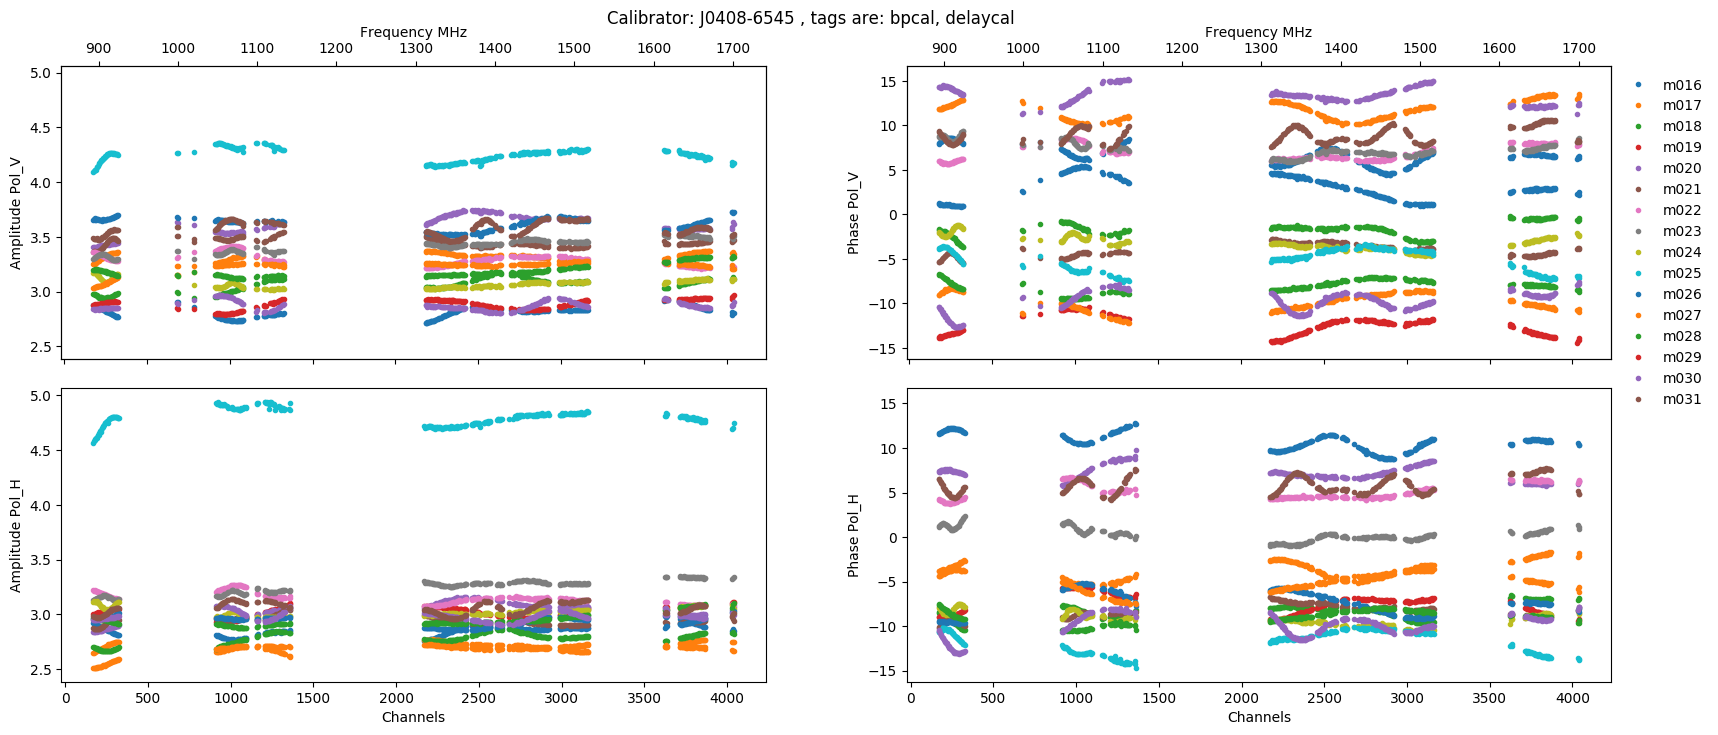 Calibrator: J0408-6545 , tags are: bpcal, delaycal
Frequency MHz
900 1000 1100 1200 1300 1400 1500 1600 1700
Amplitude Pol_V
5.0
4.5
4.0
3.5
3.0
2.5
Frequency MHz
900 1000 1100 1200 1300 1400 1500 1600 1700
Phase Pol_V
15
10
5
0
−5
−10
−15
m016
m017
m018
m019
m020
m021
m022
m023
m024
m025
m026
m027
m028
m029
m030
m031
Amplitude Pol_H
5.0
4.5
4.0
3.5
3.0
2.5
0 500 1000 1500 2000 2500 3000 3500 4000
Channels
Phase Pol_H
15
10
5
0
−5
−10
−15
0 500 1000 1500 2000 2500 3000 3500 4000
Channels